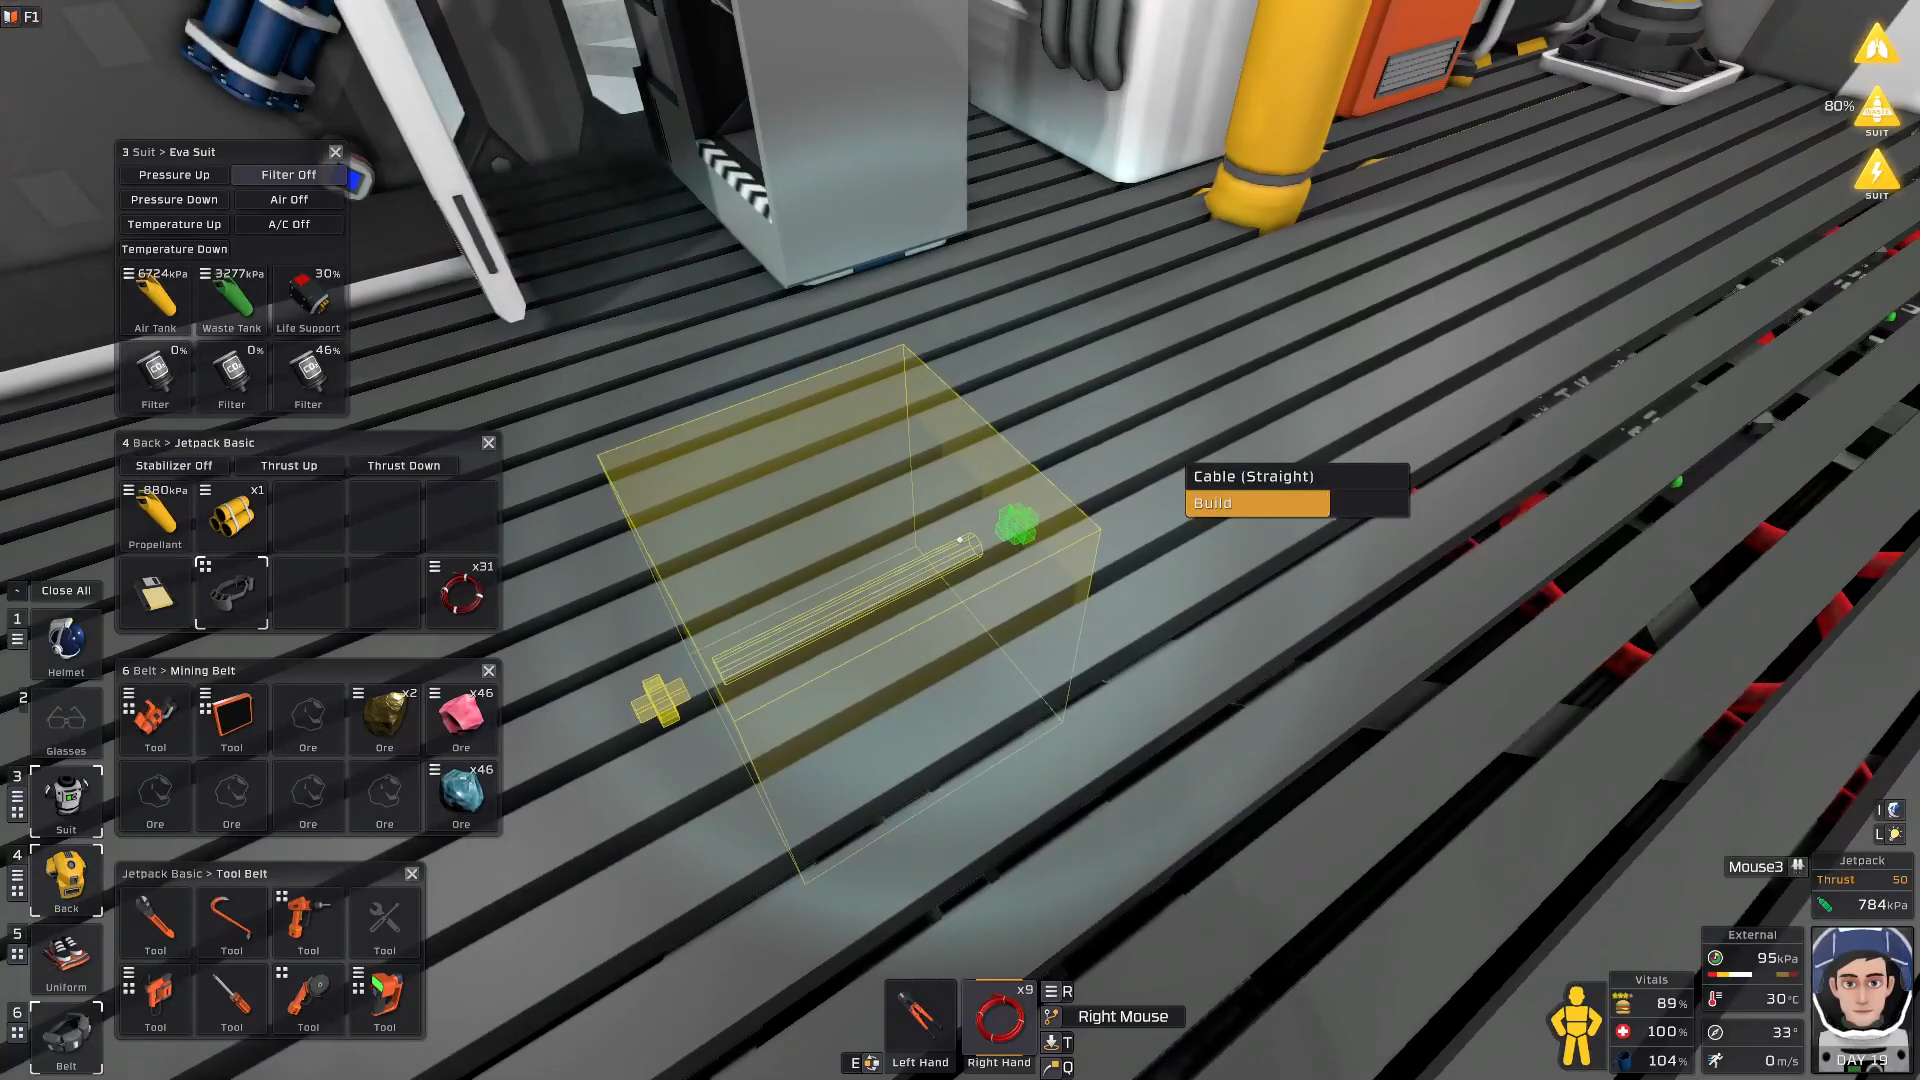 F1
80%
WASTE
SUIT
SUIT
3 Suit > Eva Suit
Pressure Up
Filter Off
Pressure Down
Air Off
Temperature Up
A/C Off
Temperature Down
6724kPa
3277kPa
30%
Air Tank
Waste Tank
Life Support
0%
0%
46%
CO₂
CO₂
CO₂
Filter
Filter
Filter
4 Back > Jetpack Basic
Stabilizer Off
Thrust Up
Thrust Down
880kPa
x1
Propellant
x31
Cable (Straight)
Build
~
Close All
1
Helmet
2
Glasses
3
Suit
4
Back
5
Uniform
6
Belt
6 Belt > Mining Belt
x2
x46
Tool
Tool
Ore
Ore
Ore
x46
Ore
Ore
Ore
Ore
Ore
Jetpack Basic > Tool Belt
Tool
Tool
Tool
Tool
Tool
Tool
Tool
Tool
x9
R
Right Mouse
T
E
Left Hand
Right Hand
Q
I
L
Mouse3
Jetpack
Thrust 50
784kPa
External
95kPa
30°C
33°
0m/s
Vitals
89%
100%
104%
DAY 19